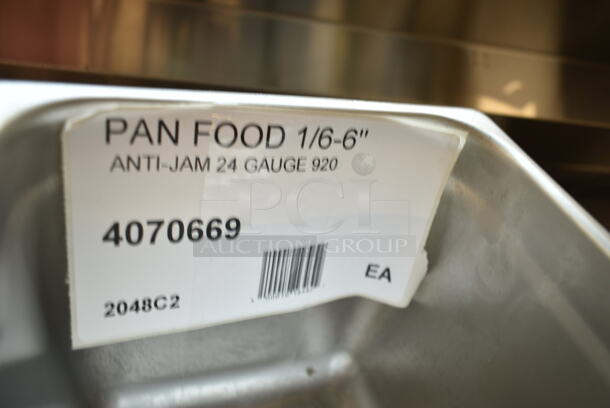 PAN FOOD 1/6-6"
ANTI-JAM 24 GAUGE 920
PCI
AUCTION GROUP
4070669
EA
2048C2